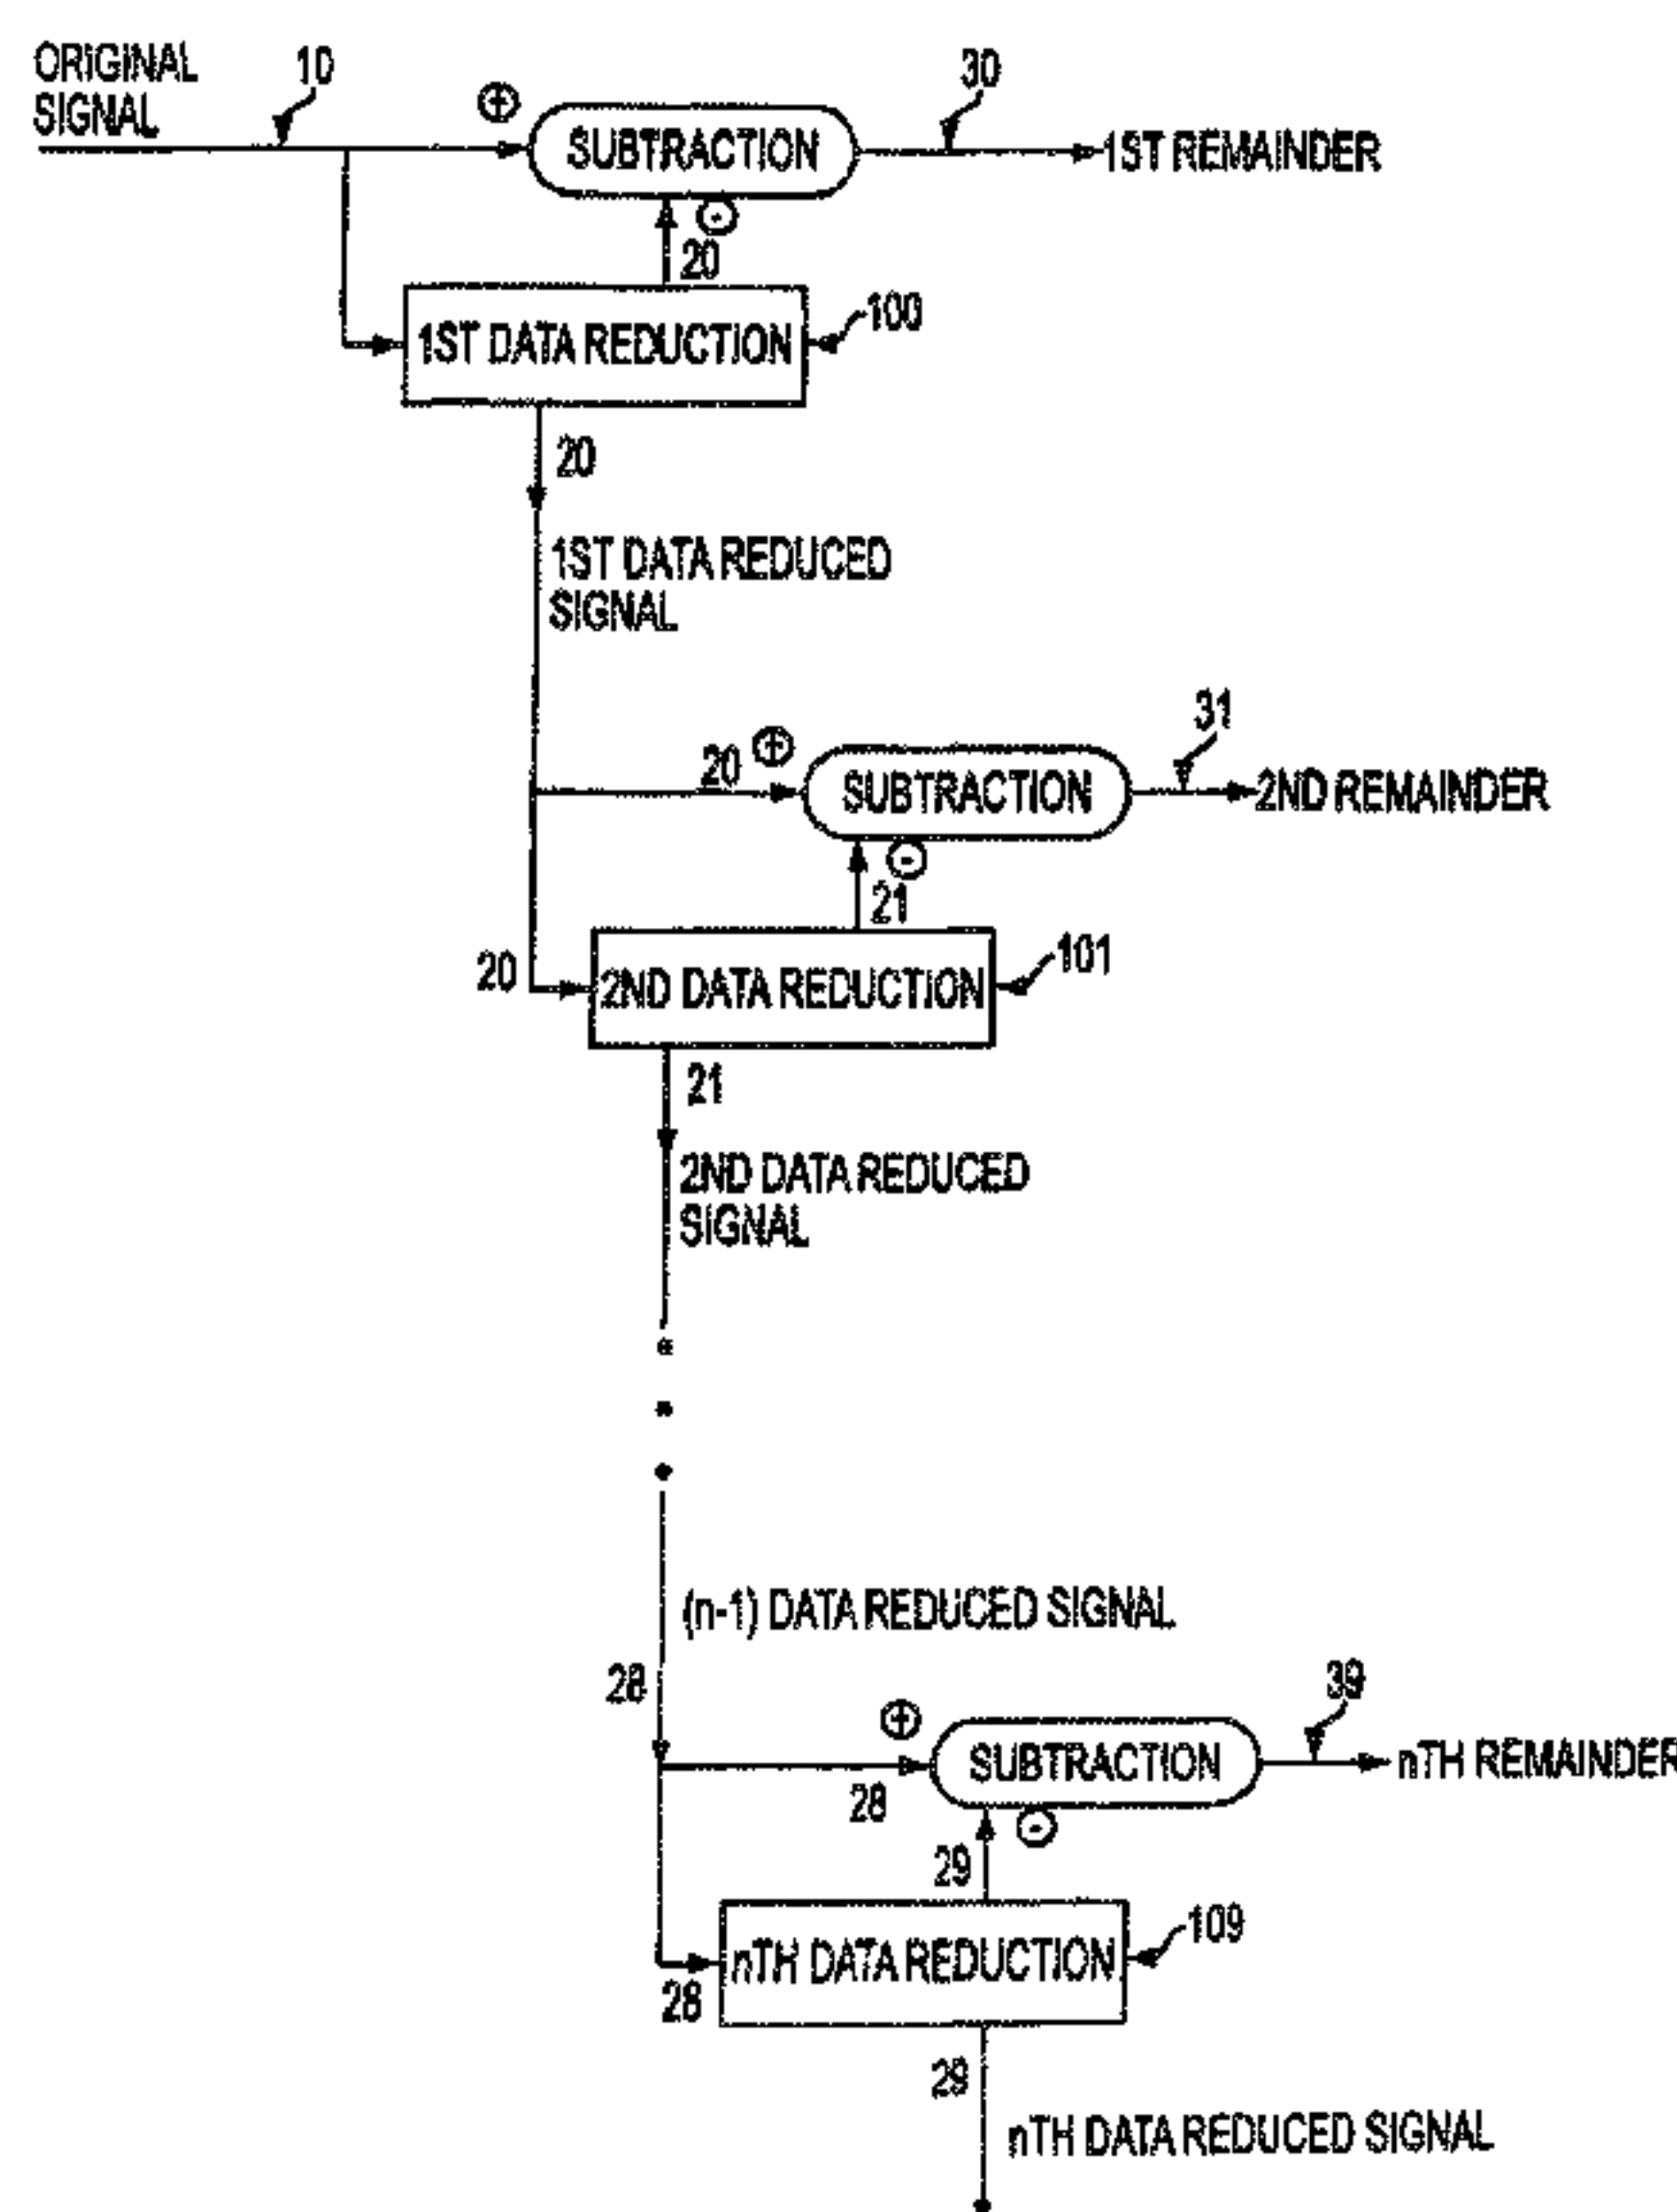 ORIGINAL
SIGNAL
10
+
SUBTRACTION
30
1ST REMAINDER
-
20
1ST DATA REDUCTION
100
20
1ST DATA REDUCED
SIGNAL
20
+
SUBTRACTION
31
2ND REMAINDER
-
21
20
2ND DATA REDUCTION
101
21
2ND DATA REDUCED
SIGNAL
(n-1) DATA REDUCED SIGNAL
28
+
28
SUBTRACTION
39
nTH REMAINDER
-
29
28
nTH DATA REDUCTION
109
29
nTH DATA REDUCED SIGNAL